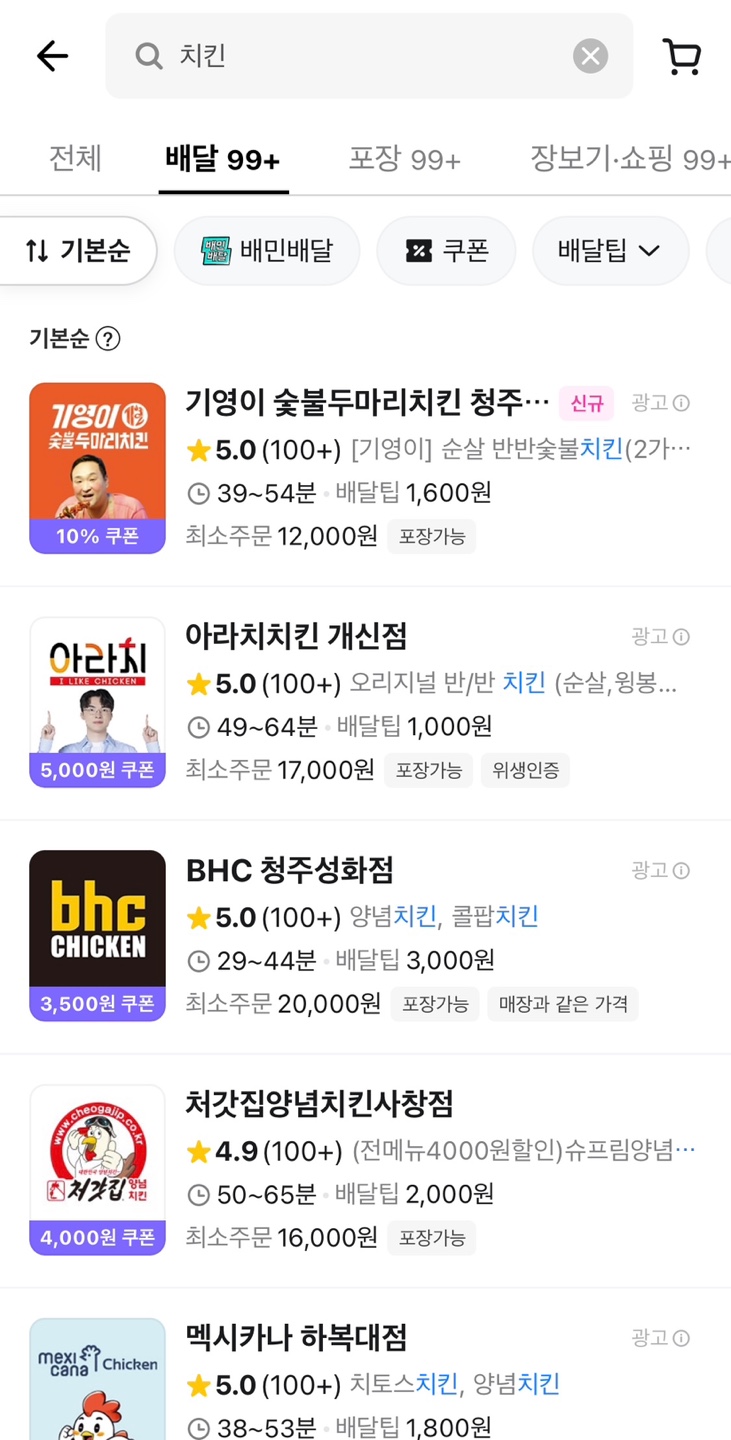 치킨
전체 배달 99+ 포장 99+ 장보기·쇼핑 99+
기본순 배민배달 배민배달 쿠폰 배달팁
기본순 ?
기영이
숯불두마리치킨
10% 쿠폰
기영이 숯불두마리치킨 청주… 신규 광고
5.0 (100+) [기영이] 순살 반반숯불치킨(2가…
39~54분 · 배달팁 1,600원
최소주문 12,000원 포장가능
아라치
I LIKE CHICKEN
5,000원 쿠폰
아라치치킨 개신점 광고
5.0 (100+) 오리지널 반/반 치킨 (순살,윙봉...
49~64분 · 배달팁 1,000원
최소주문 17,000원 포장가능 위생인증
bhc
CHICKEN
3,500원 쿠폰
BHC 청주성화점 광고
5.0 (100+) 양념치킨, 콜팝치킨
29~44분 · 배달팁 3,000원
최소주문 20,000원 포장가능 매장과 같은 가격
www.cheogajip.co.kr
처갓집 양념치킨
4,000원 쿠폰
처갓집양념치킨사창점
4.9 (100+) (전메뉴4000원할인)슈프림양념…
50~65분 · 배달팁 2,000원
최소주문 16,000원 포장가능
mexicana Chicken
멕시카나 하복대점 광고
5.0 (100+) 치토스치킨, 양념치킨
38~53분 · 배달팁 1,800원